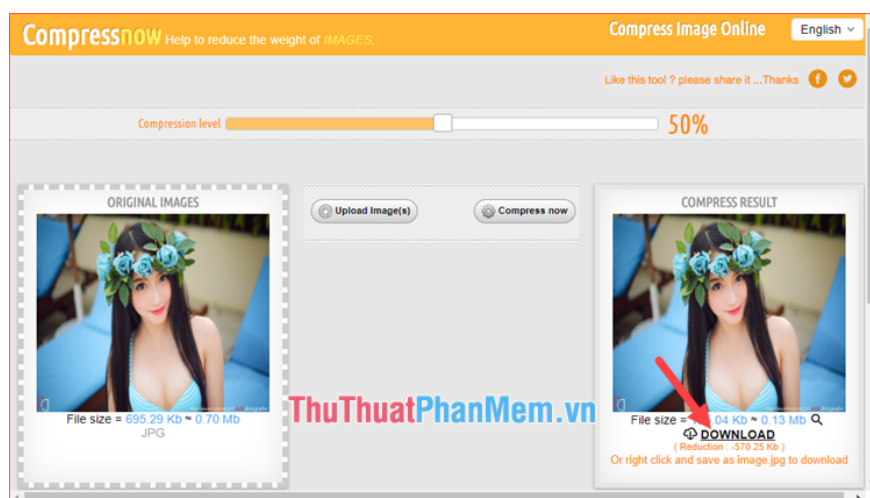 Compressnow Help to reduce the weight of IMAGES.
Compress Image Online
English
Like this tool ? please share it ...Thanks
Compression level
50%
ORIGINAL IMAGES
Upload Image(s)
Compress now
COMPRESS RESULT
File size = 695.29 Kb ≈ 0.70 Mb
JPG
ThuThuatPhanMem.vn
File size = .04 Kb ≈ 0.13 Mb
DOWNLOAD
( Reduction : -570.25 Kb )
Or right click and save as image.jpg to download